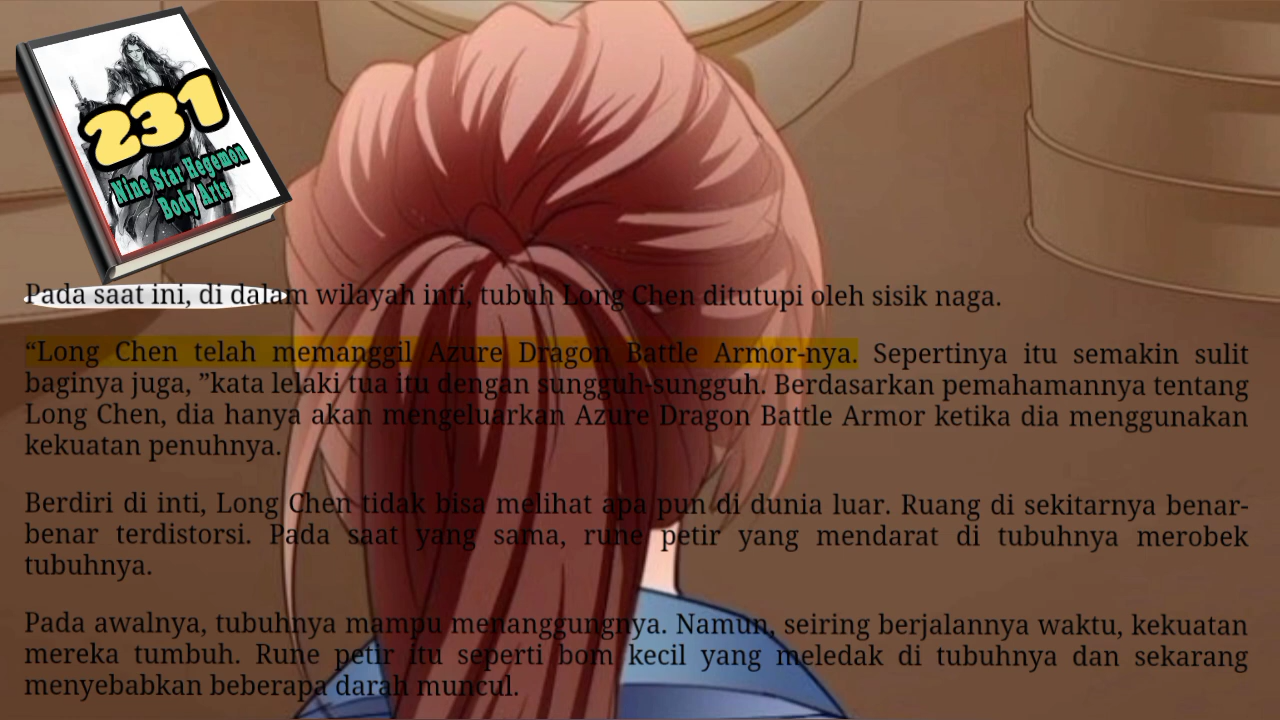 231
Nine Star Hegemon
Body Arts
Pada saat ini, di dalam wilayah inti, tubuh Long Chen ditutupi oleh sisik naga.
“Long Chen telah memanggil Azure Dragon Battle Armor-nya. Sepertinya itu semakin sulit
baginya juga, ”kata lelaki tua itu dengan sungguh-sungguh. Berdasarkan pemahamannya tentang
Long Chen, dia hanya akan mengeluarkan Azure Dragon Battle Armor ketika dia menggunakan
kekuatan penuhnya.
Berdiri di inti, Long Chen tidak bisa melihat apa pun di dunia luar. Ruang di sekitarnya benar-
benar terdistorsi. Pada saat yang sama, rune petir yang mendarat di tubuhnya merobek
tubuhnya.
Pada awalnya, tubuhnya mampu menanggungnya. Namun, seiring berjalannya waktu, kekuatan
mereka tumbuh. Rune petir itu seperti bom kecil yang meledak di tubuhnya dan sekarang
menyebabkan beberapa darah muncul.